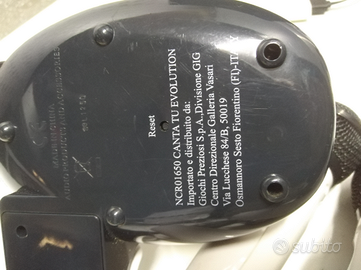 Reset
NCR01650 CANTA TU EVOLUTION
Importato e distribuito da:
Giochi Preziosi S.p.A.,Divisione GIG
Centro Direzionale Galleria Vasari
Via Lucchese 84/B, 50019
Osmannoro Sesto Fiorentino (FI)-ITALY
subito